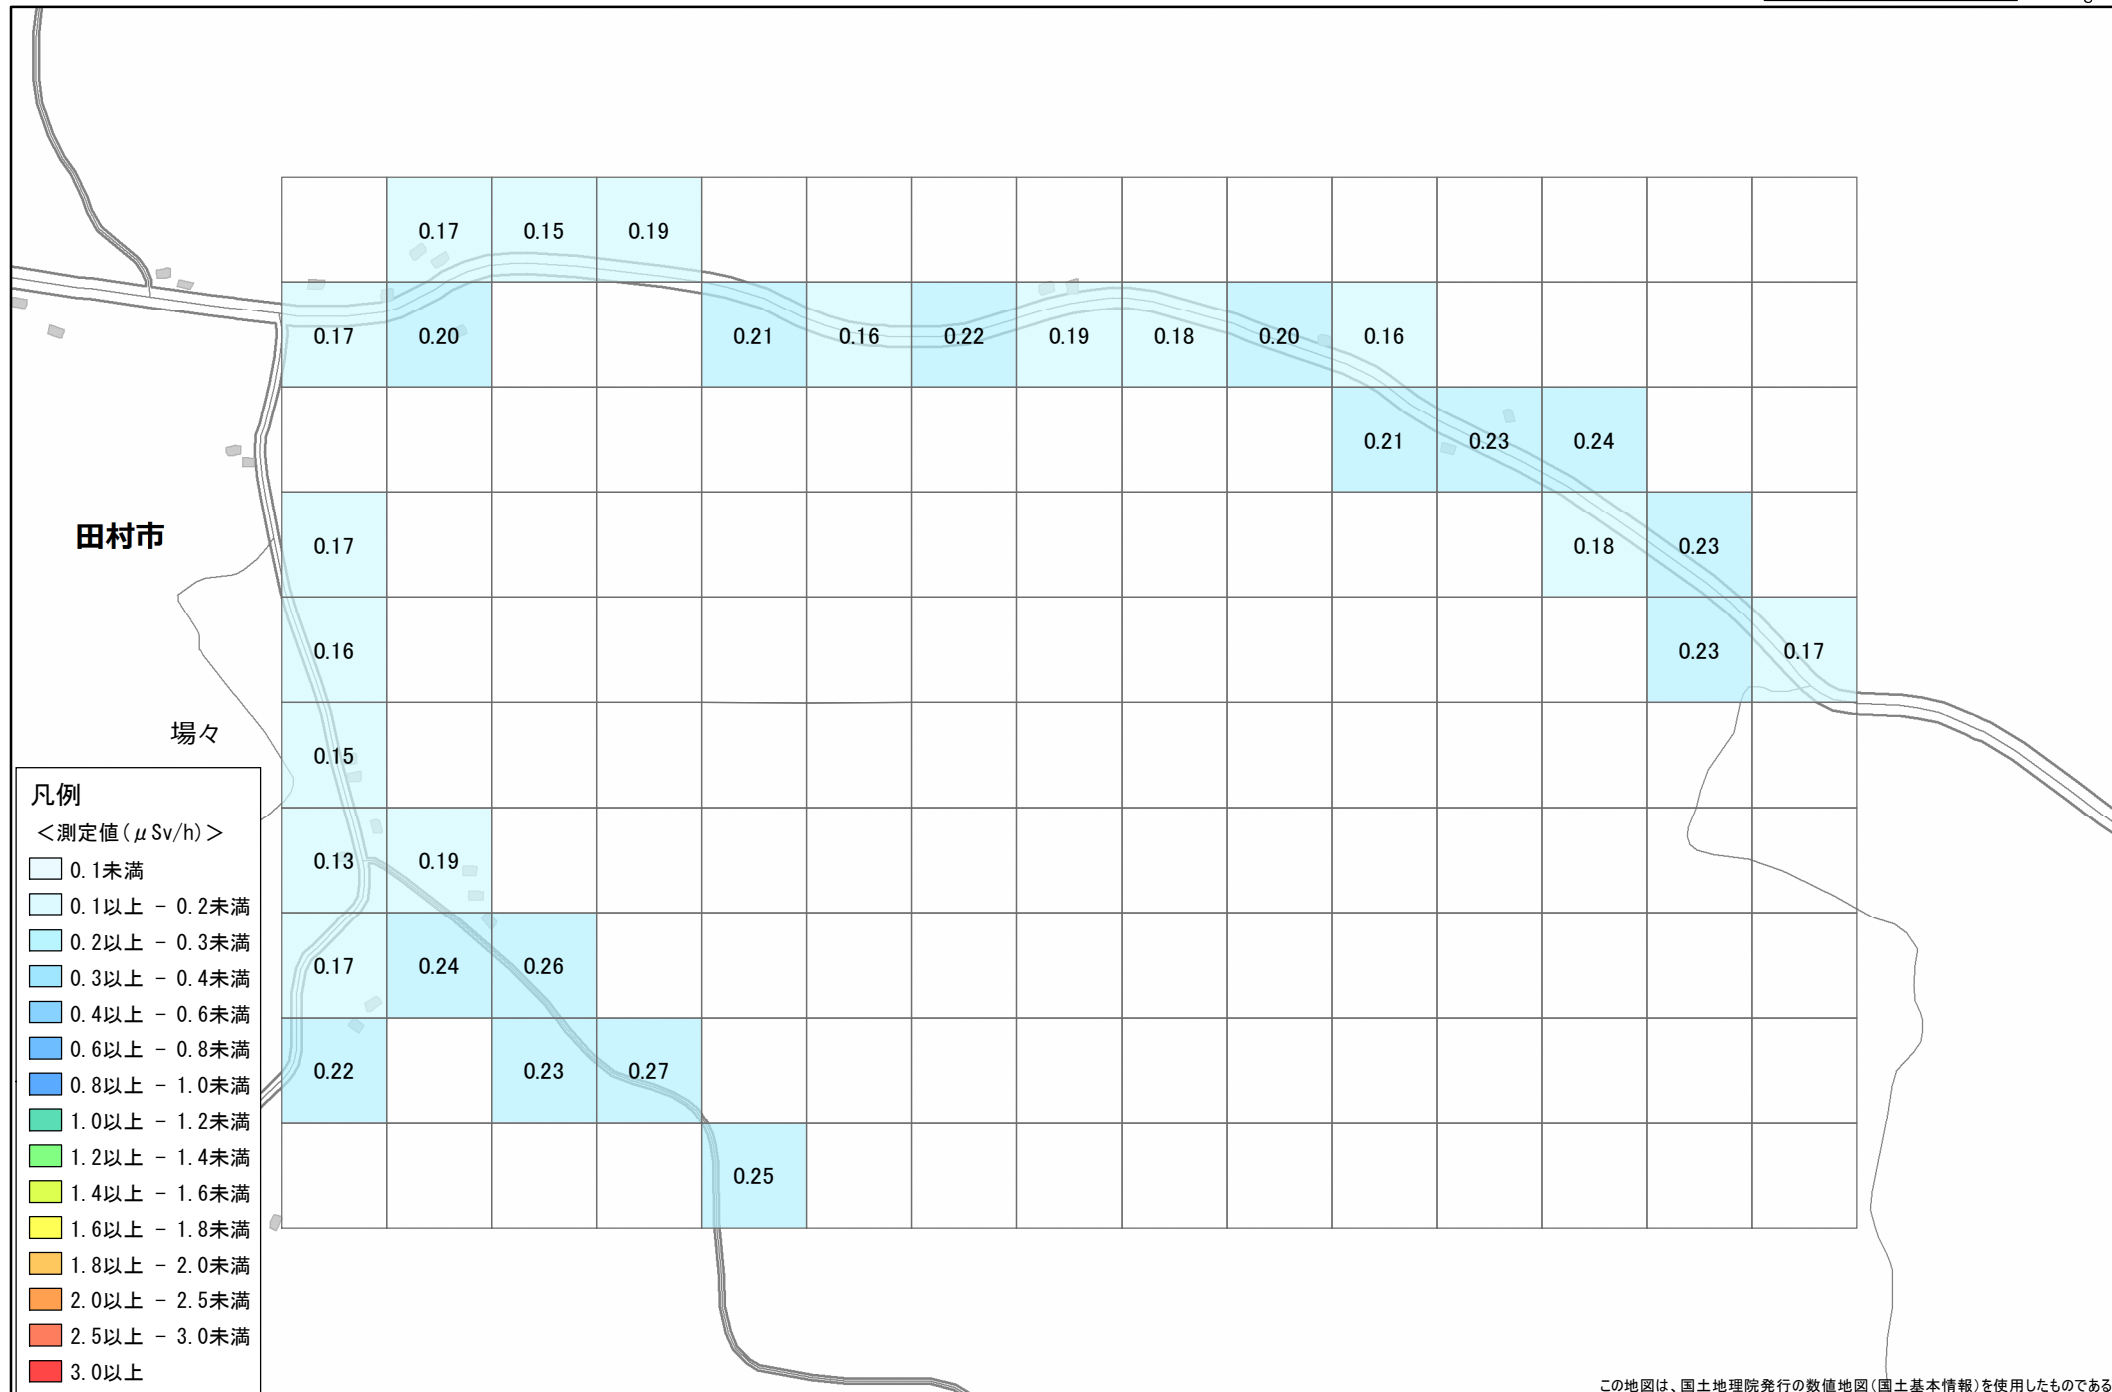 0.17 0.15 0.19
0.17 0.20 0.21 0.16 0.22 0.19 0.18 0.20 0.16
0.21 0.23 0.24
田村市
0.17 0.18 0.23
0.16 0.23 0.17
場々
0.15
0.13 0.19
0.17 0.24 0.26
0.22 0.23 0.27
0.25
凡例
＜測定値(μSv/h)＞
0.1未満
0.1以上 － 0.2未満
0.2以上 － 0.3未満
0.3以上 － 0.4未満
0.4以上 － 0.6未満
0.6以上 － 0.8未満
0.8以上 － 1.0未満
1.0以上 － 1.2未満
1.2以上 － 1.4未満
1.4以上 － 1.6未満
1.6以上 － 1.8未満
1.8以上 － 2.0未満
2.0以上 － 2.5未満
2.5以上 － 3.0未満
3.0以上
この地図は、国土地理院発行の数値地図(国土基本情報)を使用したものである